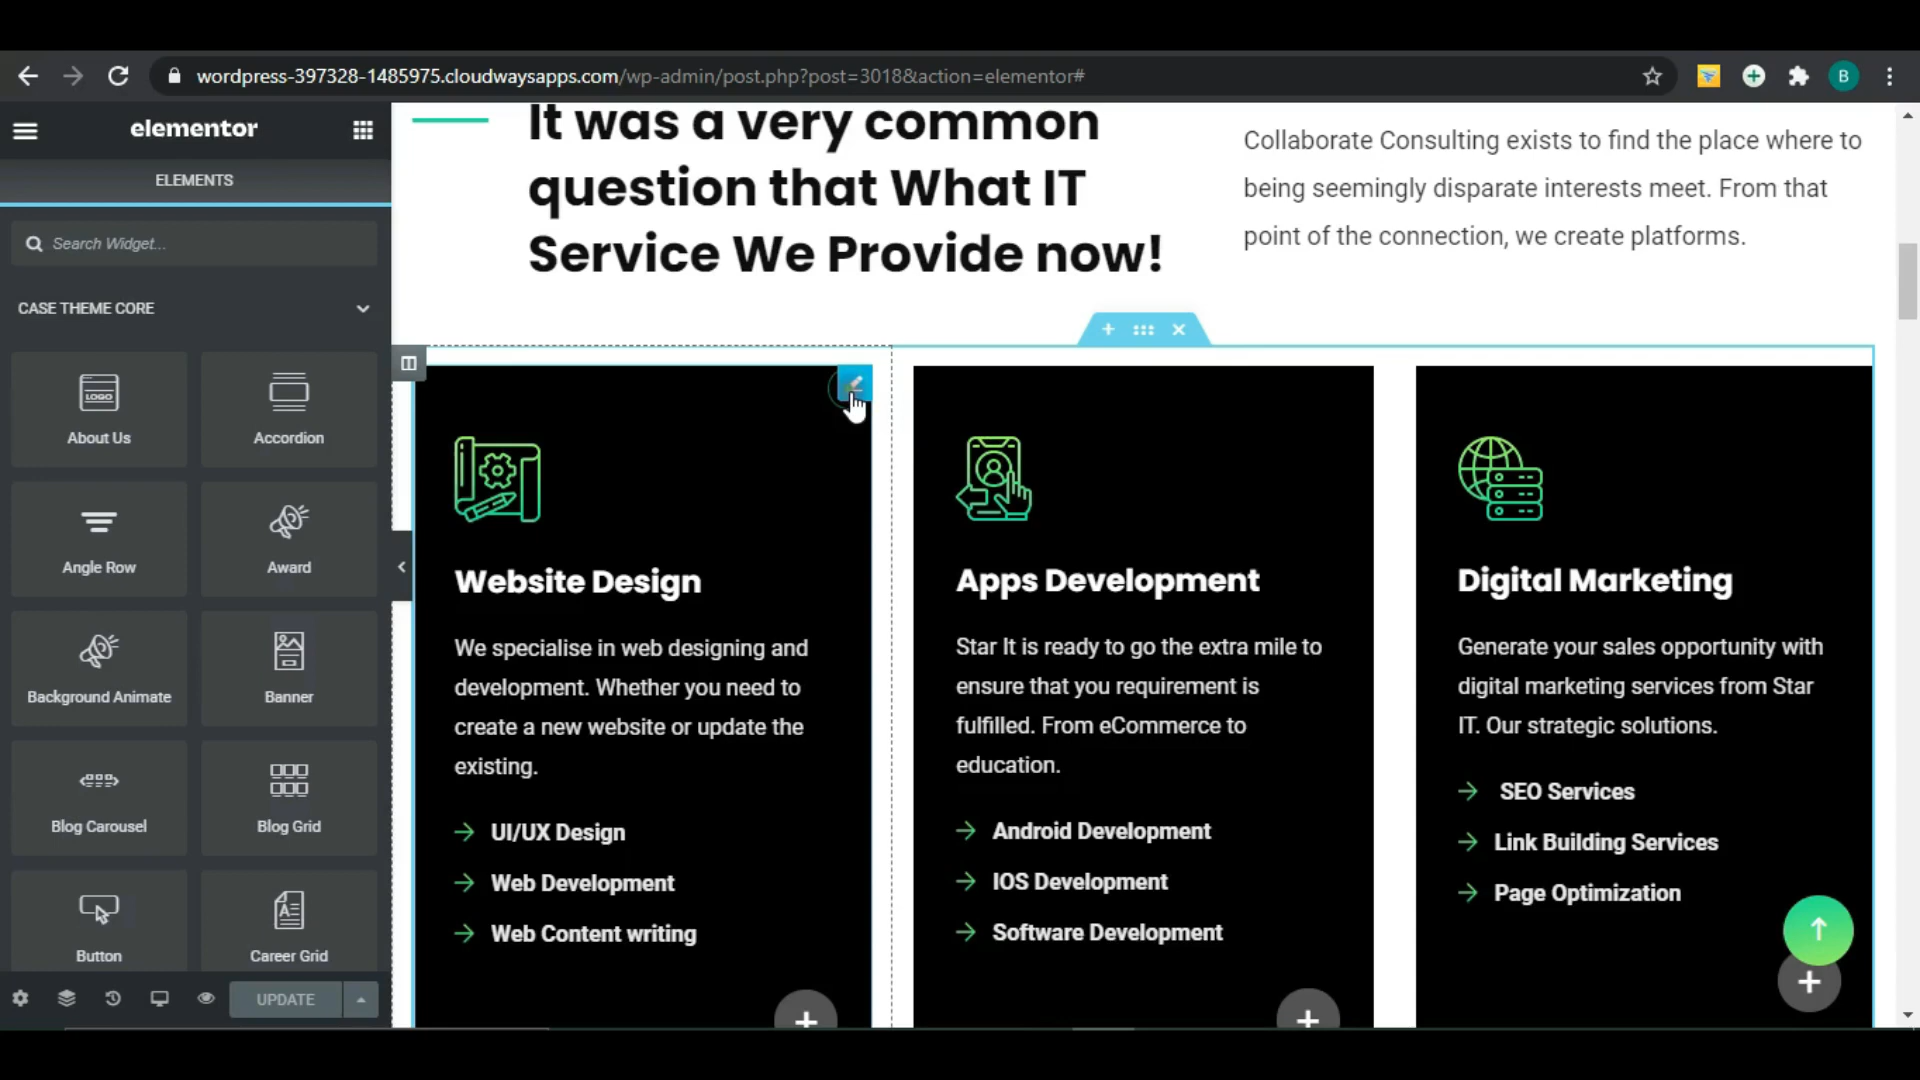 wordpress-397328-1485975.cloudwaysapps.com/wp-admin/post.php?post=3018&action=elementor#
B
elementor
ELEMENTS
Search Widget...
CASE THEME CORE
LOGO
About Us
Accordion
Angle Row
Award
Background Animate
Banner
Blog Carousel
Blog Grid
Button
Career Grid
UPDATE
It was a very common
question that What IT
Service We Provide now!
Collaborate Consulting exists to find the place where to
being seemingly disparate interests meet. From that
point of the connection, we create platforms.
Website Design
We specialise in web designing and
development. Whether you need to
create a new website or update the
existing.
UI/UX Design
Web Development
Web Content writing
Apps Development
Star It is ready to go the extra mile to
ensure that you requirement is
fulfilled. From eCommerce to
education.
Android Development
IOS Development
Software Development
Digital Marketing
Generate your sales opportunity with
digital marketing services from Star
IT. Our strategic solutions.
SEO Services
Link Building Services
Page Optimization